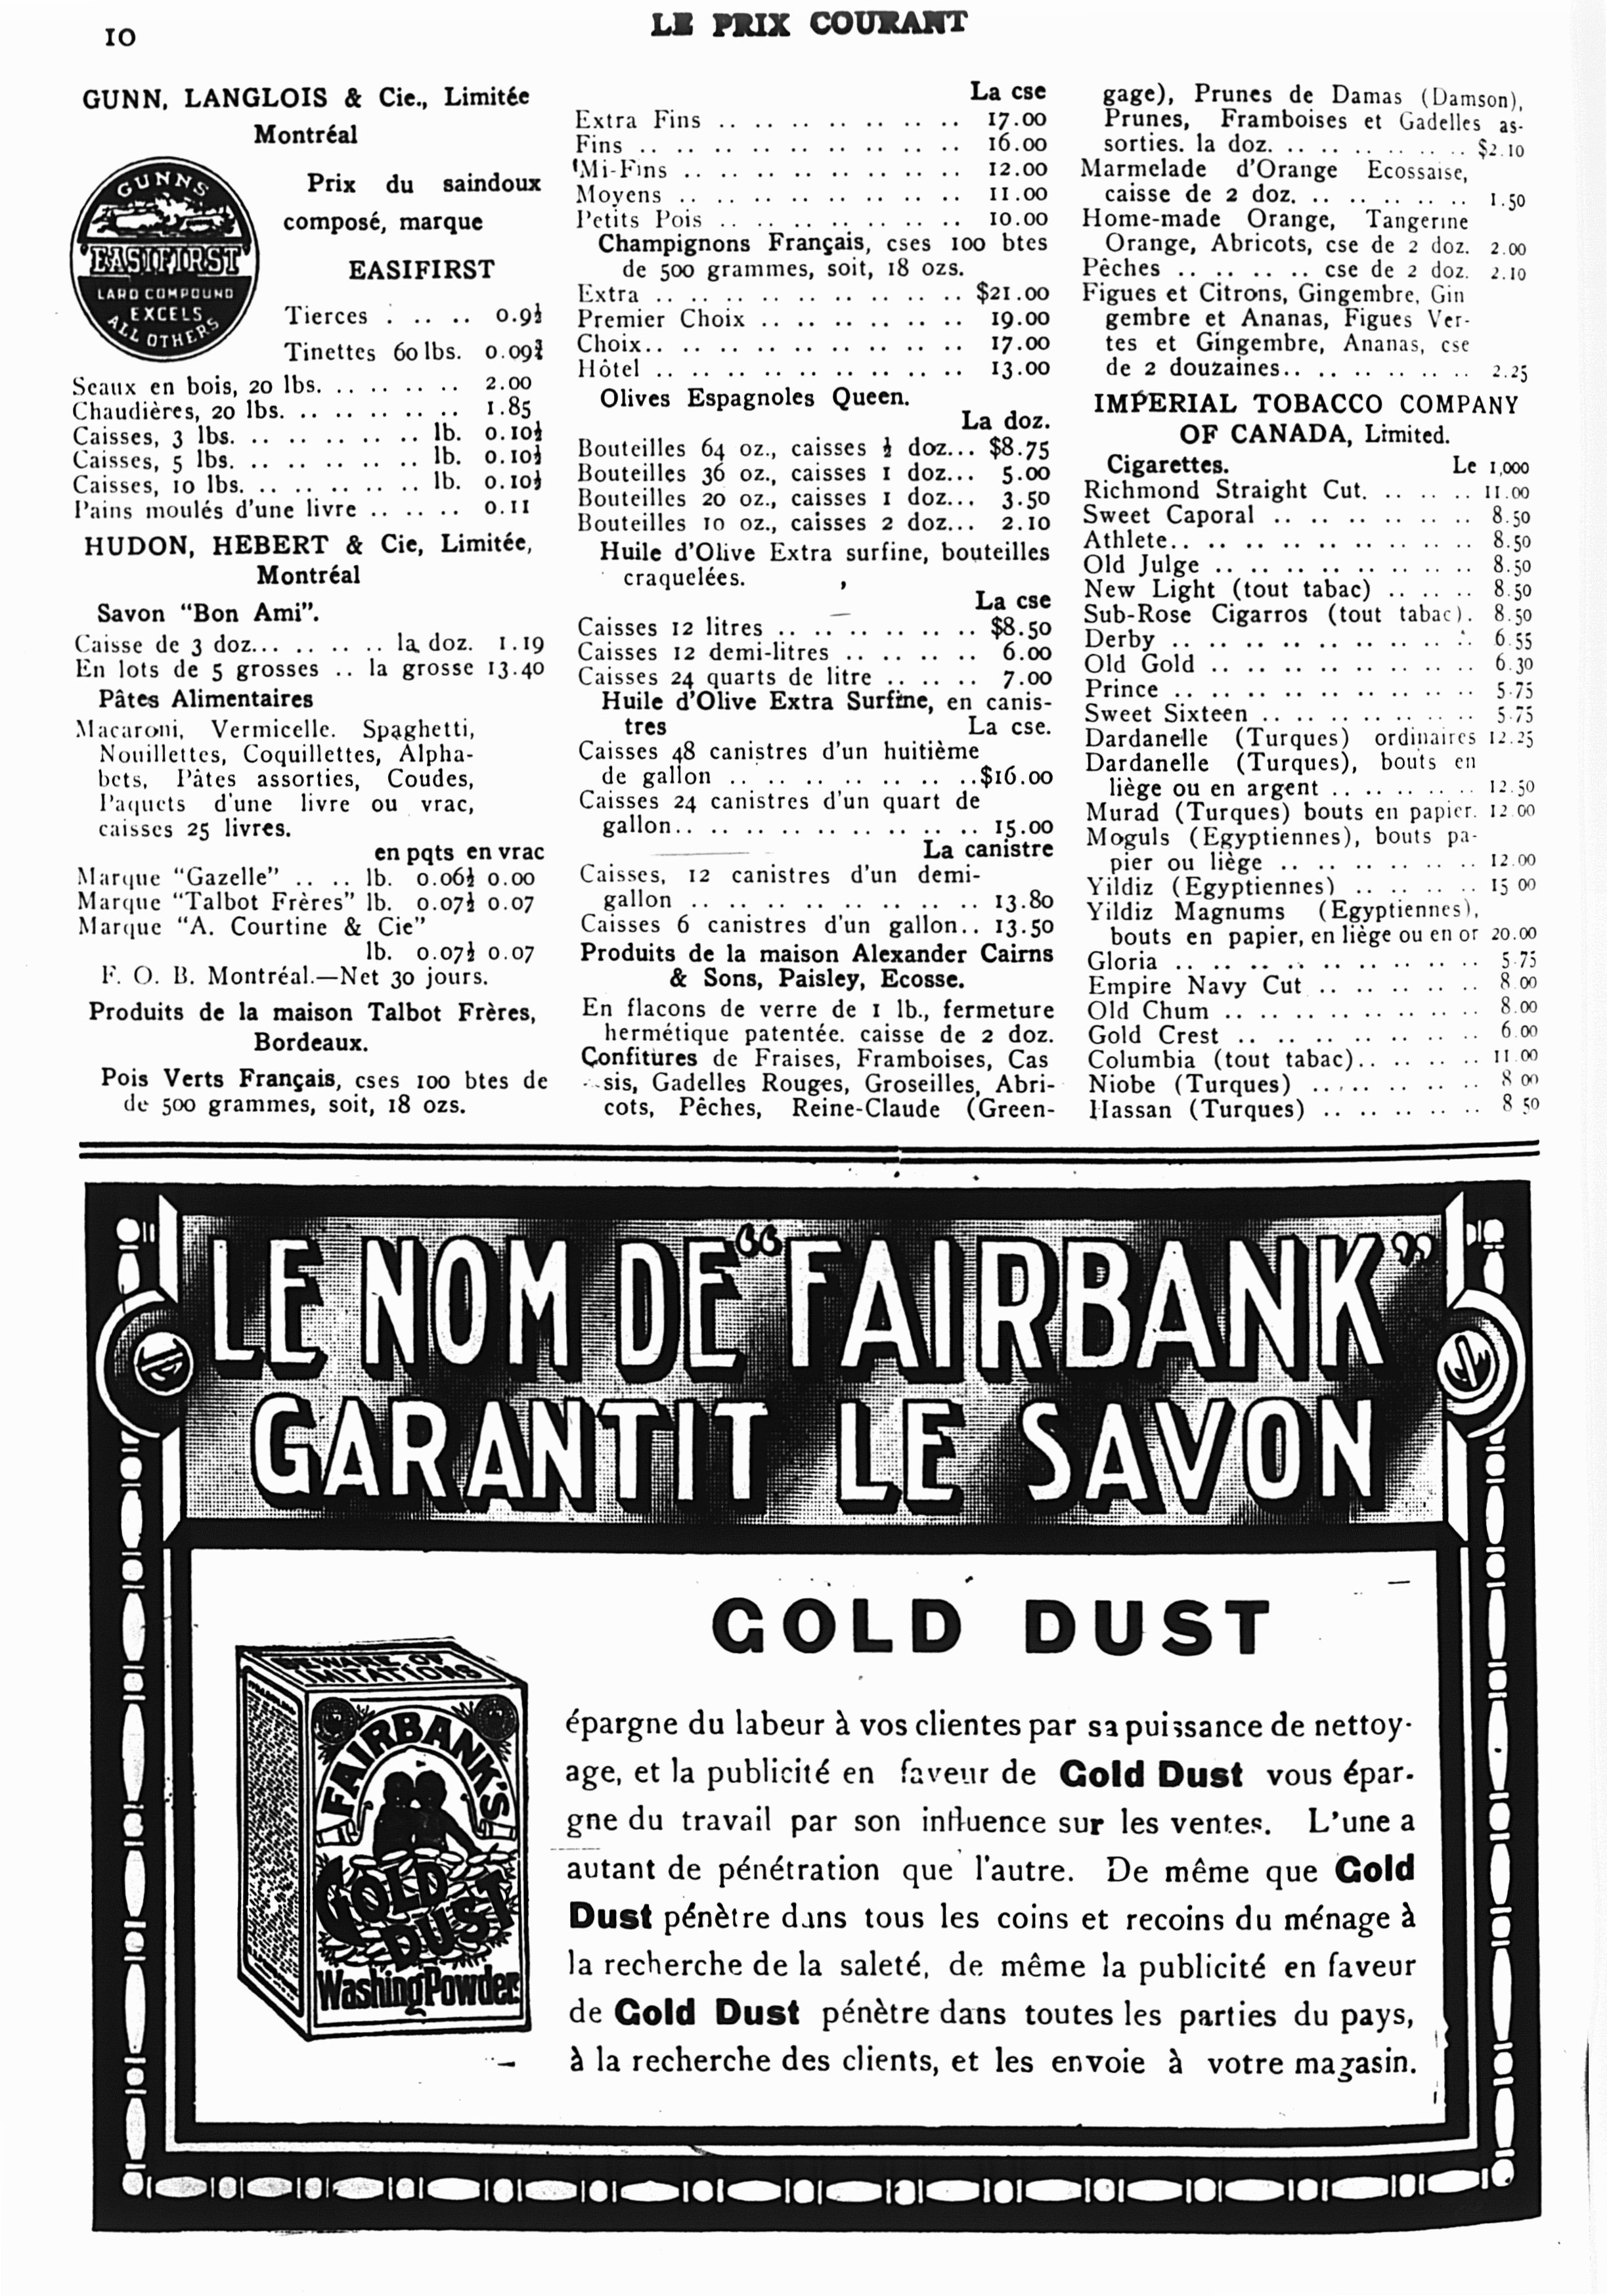 10
LE PRIX COURANT
GUNN, LANGLOIS & Cie., Limitée
Montréal
GUNNS
"EASIFIRST"
LARD COMPOUND
EXCELS
ALL OTHERS
Prix du saindoux
composé, marque
EASIFIRST
Tierces . .. .. 0.9½
Tinettes 60 lbs. 0.09¾
Seaux en bois, 20 lbs. .. .. .. .. 2.00
Chaudières, 20 lbs. .. .. .. .. .. 1.85
Caisses, 3 lbs. .. .. .. .. .. lb. 0.10½
Caisses, 5 lbs. .. .. .. .. .. lb. 0.10½
Caisses, 10 lbs. .. .. .. .. .. lb. 0.10½
Pains moulés d'une livre .. .. .. 0.11
HUDON, HEBERT & Cie, Limitée,
Montréal
Savon "Bon Ami".
Caisse de 3 doz... .. .. .. la doz. 1.19
En lots de 5 grosses .. la grosse 13.40
Pâtes Alimentaires
Macaroni, Vermicelle. Spaghetti,
Nouillettes, Coquillettes, Alpha-
bets, Pâtes assorties, Coudes,
Paquets d'une livre ou vrac,
caisses 25 livres.
en pqts en vrac
Marque "Gazelle" .. .. lb. 0.06½ 0.00
Marque "Talbot Frères" lb. 0.07½ 0.07
Marque "A. Courtine & Cie"
lb. 0.07½ 0.07
F. O. B. Montréal.—Net 30 jours.
Produits de la maison Talbot Frères,
Bordeaux.
Pois Verts Français, cses 100 btes de
de 500 grammes, soit, 18 ozs.
La cse
Extra Fins .. .. .. .. .. .. .. 17.00
Fins .. .. .. .. .. .. .. .. .. 16.00
Mi-Fins .. .. .. .. .. .. .. .. 12.00
Moyens .. .. .. .. .. .. .. .. 11.00
Petits Pois .. .. .. .. .. .. .. 10.00
Champignons Français, cses 100 btes
de 500 grammes, soit, 18 ozs.
Extra .. .. .. .. .. .. .. .. .. $21.00
Premier Choix .. .. .. .. .. .. 19.00
Choix.. .. .. .. .. .. .. .. .. 17.00
Hôtel .. .. .. .. .. .. .. .. .. 13.00
Olives Espagnoles Queen.
La doz.
Bouteilles 64 oz., caisses ½ doz... $8.75
Bouteilles 36 oz., caisses 1 doz... 5.00
Bouteilles 20 oz., caisses 1 doz... 3.50
Bouteilles 10 oz., caisses 2 doz... 2.10
Huile d'Olive Extra surfine, bouteilles
craquelées.
La cse
Caisses 12 litres .. .. .. .. .. .. $8.50
Caisses 12 demi-litres .. .. .. .. 6.00
Caisses 24 quarts de litre .. .. .. 7.00
Huile d'Olive Extra Surfine, en canis-
tres La cse.
Caisses 48 canistres d'un huitième
de gallon .. .. .. .. .. .. ..$16.00
Caisses 24 canistres d'un quart de
gallon.. .. .. .. .. .. .. .. .. 15.00
La canistre
Caisses, 12 canistres d'un demi-
gallon .. .. .. .. .. .. .. .. 13.80
Caisses 6 canistres d'un gallon.. 13.50
Produits de la maison Alexander Cairns
& Sons, Paisley, Ecosse.
En flacons de verre de 1 lb., fermeture
hermétique patentée. caisse de 2 doz.
Confitures de Fraises, Framboises, Cas
sis, Gadelles Rouges, Groseilles, Abri-
cots, Pêches, Reine-Claude (Green-
gage), Prunes de Damas (Damson),
Prunes, Framboises et Gadelles as-
sorties. la doz. .. .. .. .. .. $2.10
Marmelade d'Orange Ecossaise,
caisse de 2 doz. .. .. .. .. .. 1.50
Home-made Orange, Tangerine
Orange, Abricots, cse de 2 doz. 2.00
Pêches .. .. .. .. cse de 2 doz. 2.10
Figues et Citrons, Gingembre, Gin
gembre et Ananas, Figues Ver-
tes et Gingembre, Ananas, cse
de 2 douzaines.. .. .. .. .. .. 2.25
IMPERIAL TOBACCO COMPANY
OF CANADA, Limited.
Cigarettes. Le 1,000
Richmond Straight Cut. .. .. .. 11.00
Sweet Caporal .. .. .. .. .. .. 8.50
Athlete.. .. .. .. .. .. .. .. .. 8.50
Old Julge .. .. .. .. .. .. .. .. 8.50
New Light (tout tabac) .. .. .. 8.50
Sub-Rose Cigarros (tout tabac). 8.50
Derby .. .. .. .. .. .. .. .. .. 6.55
Old Gold .. .. .. .. .. .. .. .. 6.30
Prince .. .. .. .. .. .. .. .. .. 5.75
Sweet Sixteen .. .. .. .. .. .. 5.75
Dardanelle (Turques) ordinaires 12.25
Dardanelle (Turques), bouts en
liège ou en argent .. .. .. .. .. 12.50
Murad (Turques) bouts en papier. 12.00
Moguls (Egyptiennes), bouts pa-
pier ou liège .. .. .. .. .. .. 12.00
Yildiz (Egyptiennes) .. .. .. .. 15 00
Yildiz Magnums (Egyptiennes),
bouts en papier, en liège ou en or 20.00
Gloria .. .. .. .. .. .. .. .. .. 5.75
Empire Navy Cut .. .. .. .. .. 8 00
Old Chum .. .. .. .. .. .. .. .. 8.00
Gold Crest .. .. .. .. .. .. .. 6 00
Columbia (tout tabac).. .. .. .. 11 00
Niobe (Turques) .. .. .. .. .. .. 8 00
Hassan (Turques) .. .. .. .. .. 8 50
LE NOM DE "FAIRBANK"
GARANTIT LE SAVON
BEWARE OF
IMITATIONS
FAIRBANK'S
GOLD
DUST
Washing Powder.
GOLD DUST
épargne du labeur à vos clientes par sa puissance de nettoy-
age, et la publicité en faveur de Gold Dust vous épar-
gne du travail par son influence sur les ventes. L'une a
autant de pénétration que l'autre. De même que Gold
Dust pénètre dans tous les coins et recoins du ménage à
la recherche de la saleté, de même la publicité en faveur
de Gold Dust pénètre dans toutes les parties du pays,
à la recherche des clients, et les envoie à votre magasin.